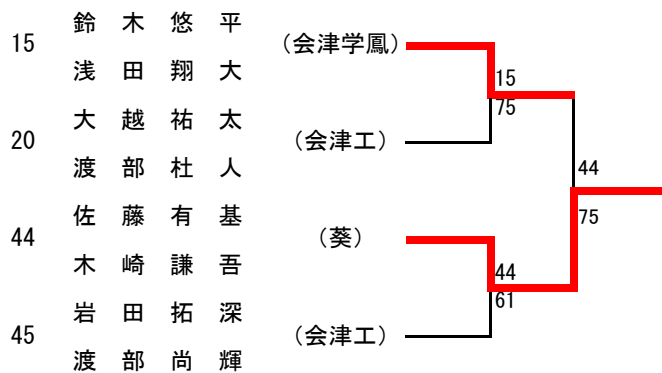 鈴木悠平
15 (会津学鳳)
浅田翔大
15
75
大越祐太
20 (会津工)
渡部杜人
44
75
佐藤有基
44 (葵)
木崎謙吾
44
61
岩田拓深
45 (会津工)
渡部尚輝